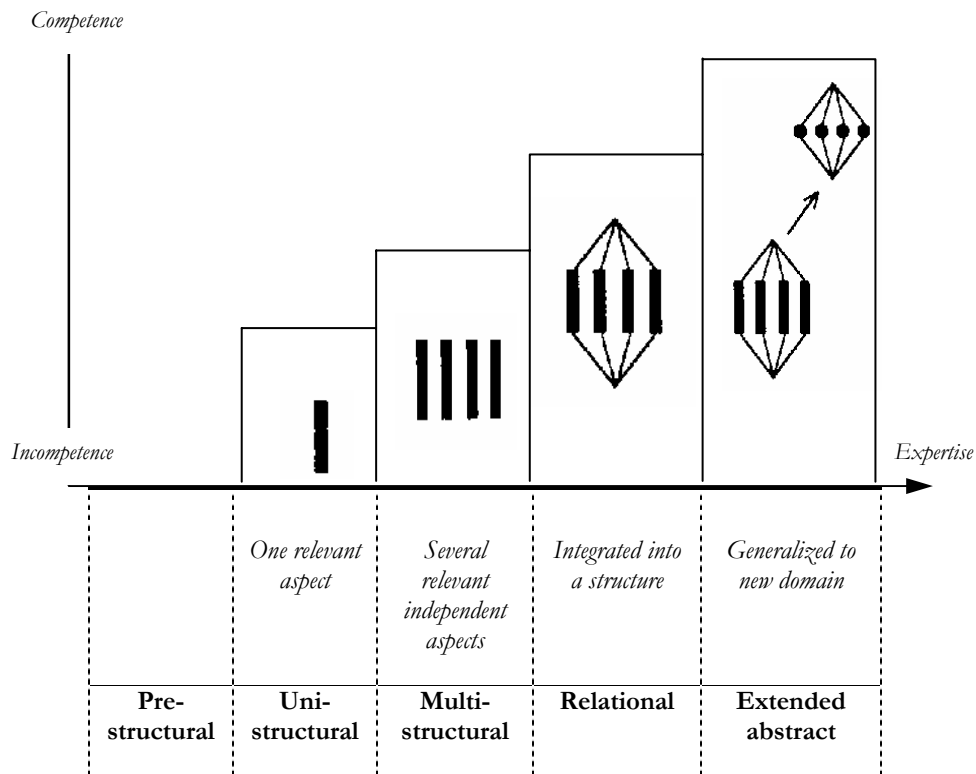 Competence
Incompetence
Expertise
One relevant
aspect
Several
relevant
independent
aspects
Integrated into
a structure
Generalized to
new domain
Pre-
structural
Uni-
structural
Multi-
structural
Relational
Extended
abstract